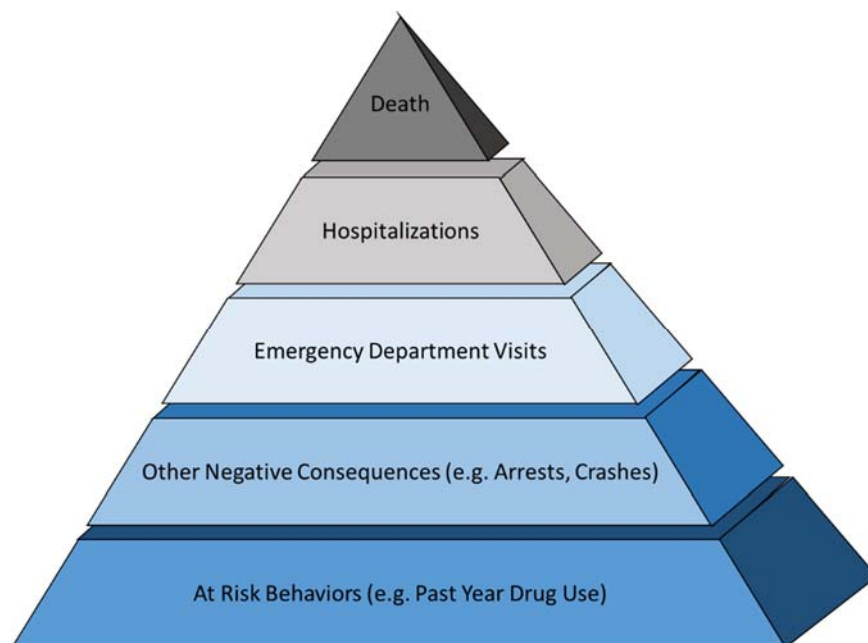 Death
Hospitalizations
Emergency Department Visits
Other Negative Consequences (e.g. Arrests, Crashes)
At Risk Behaviors (e.g. Past Year Drug Use)